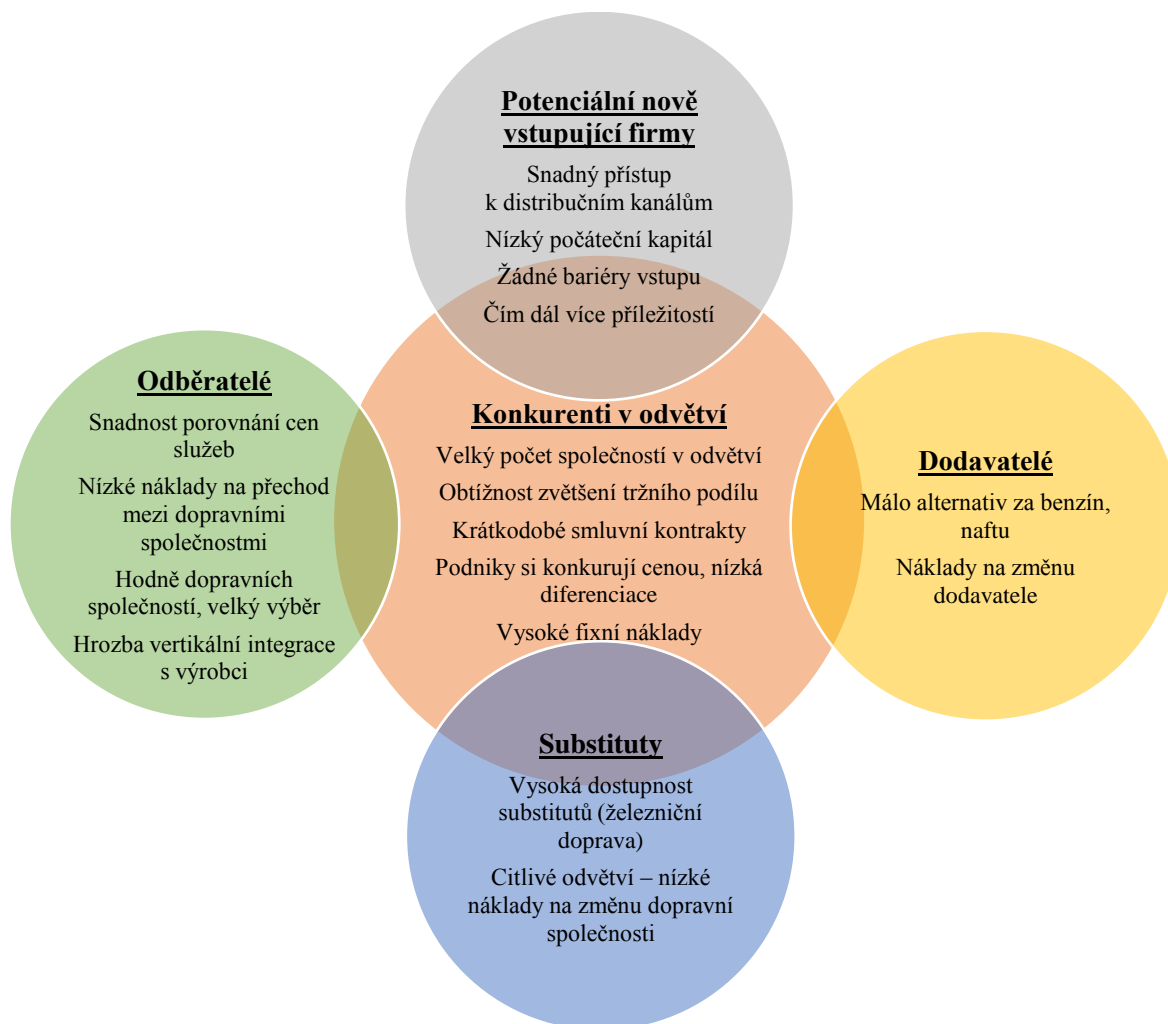 Potenciální nově
vstupující firmy
Snadný přístup
k distribučním kanálům
Nízký počáteční kapitál
Žádné bariéry vstupu
Čím dál více příležitostí
Odběratelé
Snadnost porovnání cen
služeb
Nízké náklady na přechod
mezi dopravními
společnostmi
Hodně dopravních
společností, velký výběr
Hrozba vertikální integrace
s výrobci
Konkurenti v odvětví
Velký počet společností v odvětví
Obtížnost zvětšení tržního podílu
Krátkodobé smluvní kontrakty
Podniky si konkurují cenou, nízká
diferenciace
Vysoké fixní náklady
Dodavatelé
Málo alternativ za benzín,
naftu
Náklady na změnu
dodavatele
Substituty
Vysoká dostupnost
substitutů (železniční
doprava)
Citlivé odvětví – nízké
náklady na změnu dopravní
společnosti